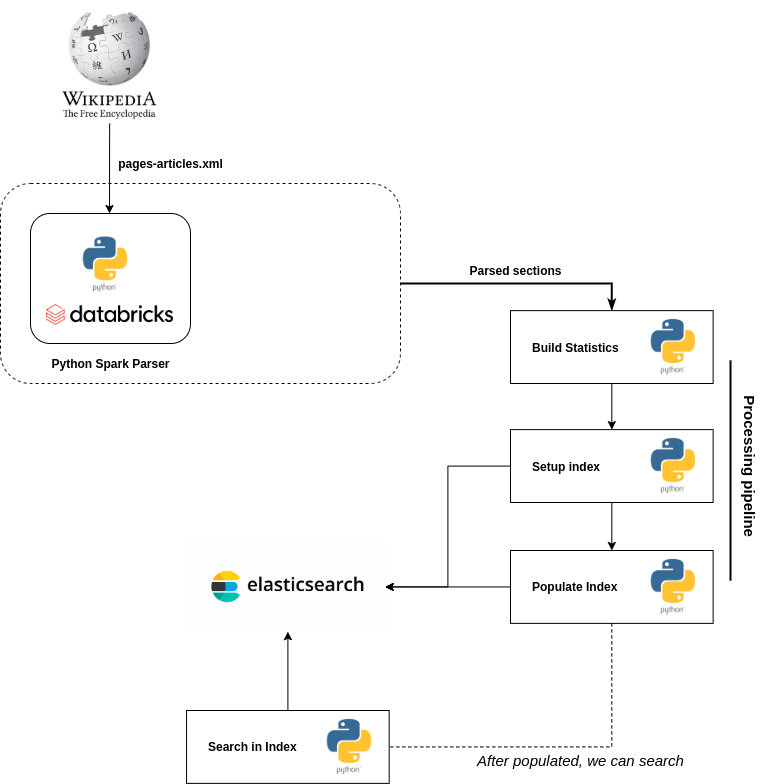 Ω W И 維
WIKIPEDIA
The Free Encyclopedia
pages-articles.xml
python
databricks
Python Spark Parser
Parsed sections
Build Statistics
python
Setup index
python
Processing pipeline
elasticsearch
Populate Index
python
Search in Index
python
After populated, we can search